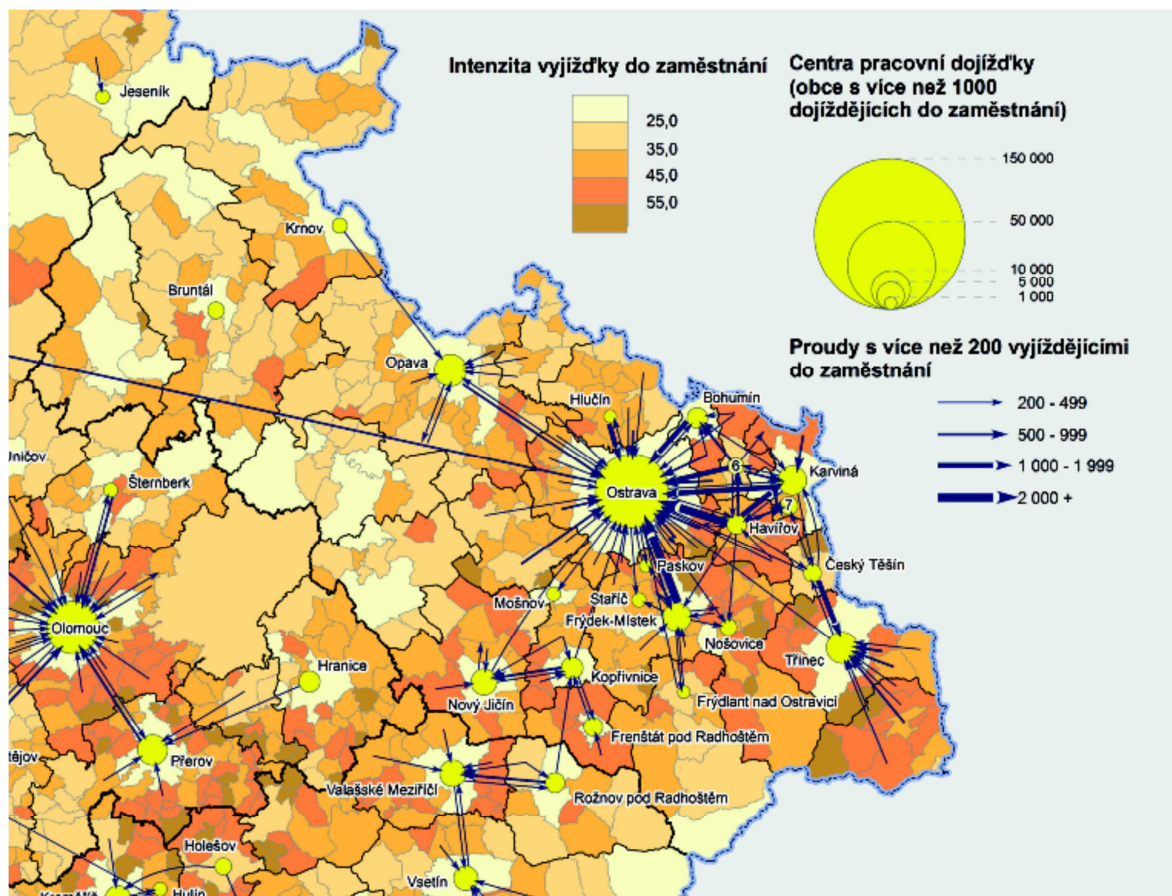 Intenzita vyjížďky do zaměstnání
25,0
35,0
45,0
55,0
Centra pracovní dojížďky
(obce s více než 1000
dojíždějících do zaměstnání)
150 000
50 000
10 000
5 000
1 000
Proudy s více než 200 vyjíždějícími
do zaměstnání
200 - 499
500 - 999
1 000 - 1 999
2 000 +
Jeseník
Krnov
Bruntál
Opava
Hlučín
Bohumín
6
Karviná
Ostrava
7
Havířov
Šternberk
Český Těšín
Paskov
Mošnov
Staříč
Frýdek-Místek
Olomouc
Nošovice
Třinec
Hranice
Kopřivnice
Nový Jičín
Frýdlant nad Ostravicí
Frenštát pod Radhoštěm
Přerov
Valašské Meziříčí
Rožnov pod Radhoštěm
Holešov
Vsetín
Hulín